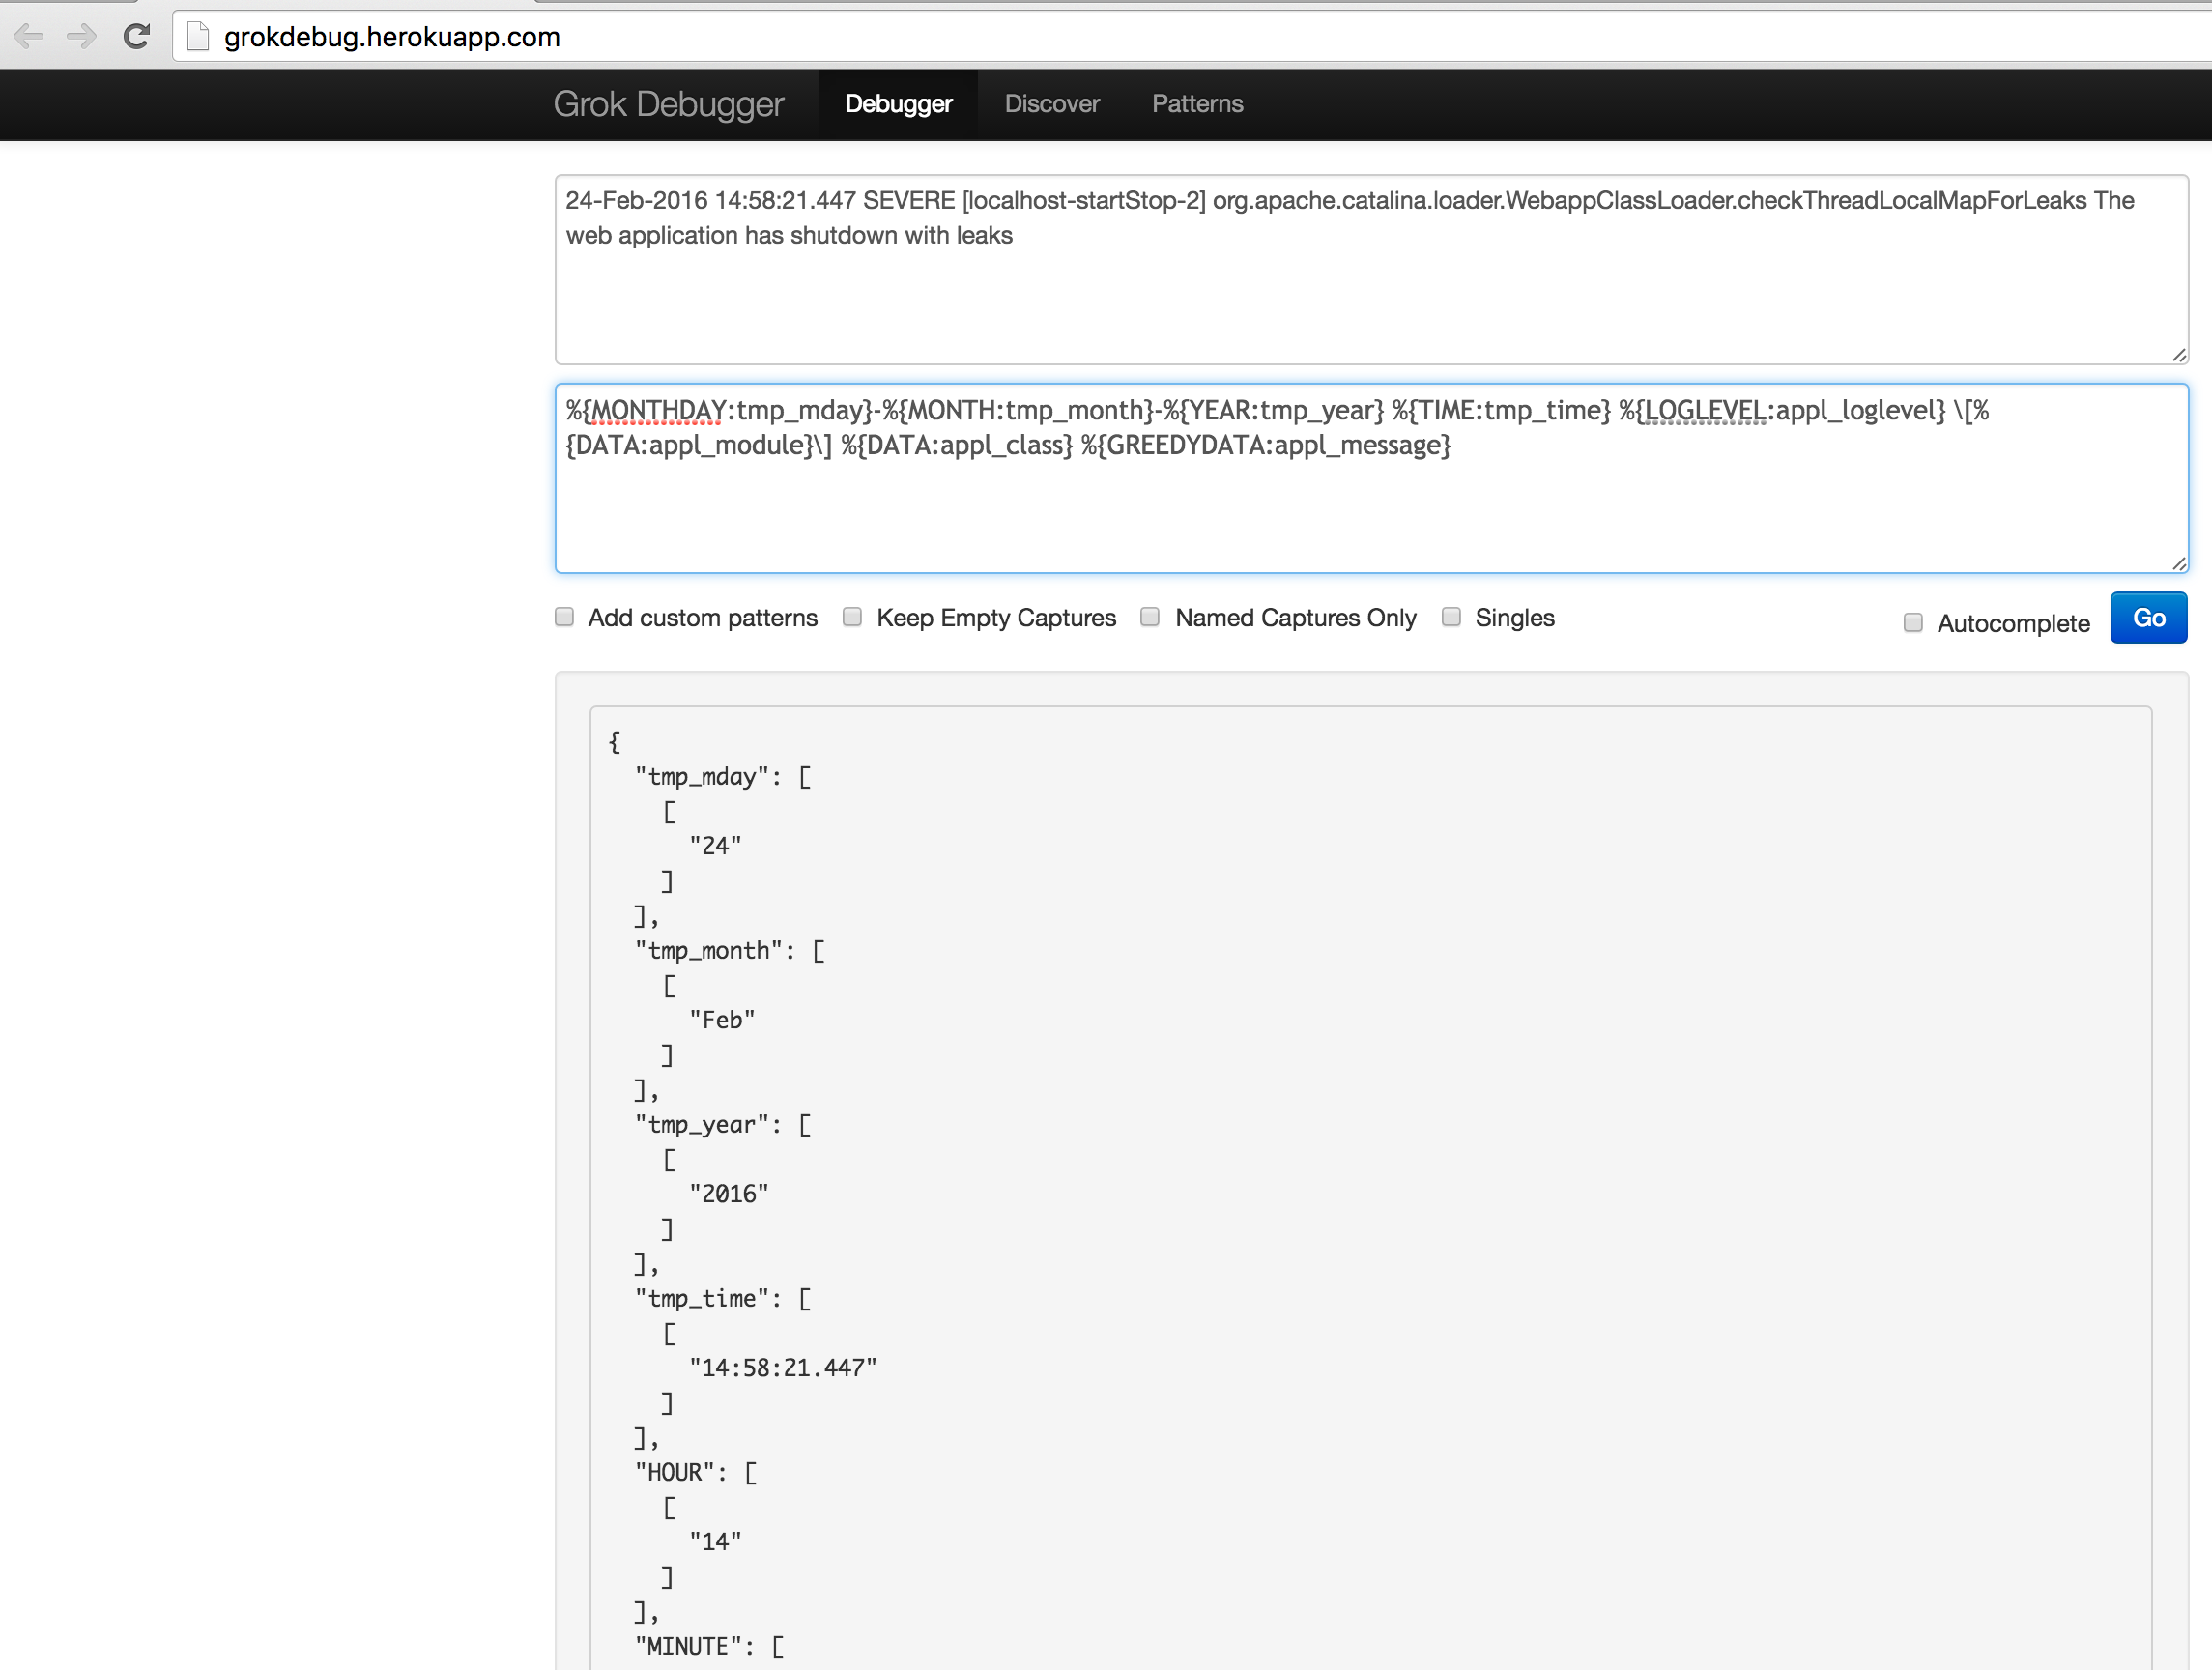 grokdebug.herokuapp.com
Grok Debugger Debugger Discover Patterns
24-Feb-2016 14:58:21.447 SEVERE [localhost-startStop-2] org.apache.catalina.loader.WebappClassLoader.checkThreadLocalMapForLeaks The
web application has shutdown with leaks
%{MONTHDAY:tmp_mday}-%{MONTH:tmp_month}-%{YEAR:tmp_year} %{TIME:tmp_time} %{LOGLEVEL:appl_loglevel} \[%
{DATA:appl_module}\] %{DATA:appl_class} %{GREEDYDATA:appl_message}
Add custom patterns Keep Empty Captures Named Captures Only Singles Autocomplete Go
{
"tmp_mday": [
[
"24"
]
],
"tmp_month": [
[
"Feb"
]
],
"tmp_year": [
[
"2016"
]
],
"tmp_time": [
[
"14:58:21.447"
]
],
"HOUR": [
[
"14"
]
],
"MINUTE": [